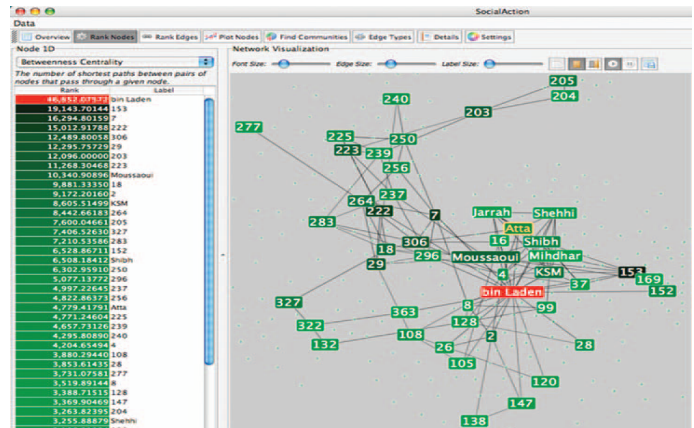 SocialAction
Data
Overview Rank Nodes Rank Edges Plot Nodes Find Communities Edge Types Details Settings
Node 1D
Betweenness Centrality
The number of shortest paths between pairs of
nodes that pass through a given node.
Rank Label
46,852.07572 bin Laden
19,143.70144 153
16,294.80159 7
15,012.91788 222
12,489.80058 306
12,295.75729 29
12,096.00000 203
11,268.30468 223
10,340.90896 Moussaoui
9,881.33350 18
9,172.20160 2
8,605.51499 KSM
8,442.66183 264
7,600.04661 205
7,406.52630 327
7,210.53586 283
6,528.86711 152
6,508.18412 Shibh
6,302.95910 250
5,077.13772 296
4,997.22645 237
4,822.86373 256
4,779.41791 Atta
4,771.24604 225
4,657.73126 239
4,295.80890 240
4,204.65494 4
3,880.29440 108
3,853.61435 28
3,731.07581 277
3,519.89144 8
3,388.71515 128
3,369.90469 147
3,263.82395 204
3,255.88879 Shehhi
Network Visualization
Font Size: Edge Size: Label Size:
205
204
240
203
277
225
250
223
239
256
237
264
222
7
283
Jarrah
Shehhi
Atta
306
16
Shibh
18
296
Moussaoui
Mihdhar
29
4
KSM
153
169
37
152
bin Laden
327
8
99
363
322
128
108
2
132
26
28
105
120
147
138